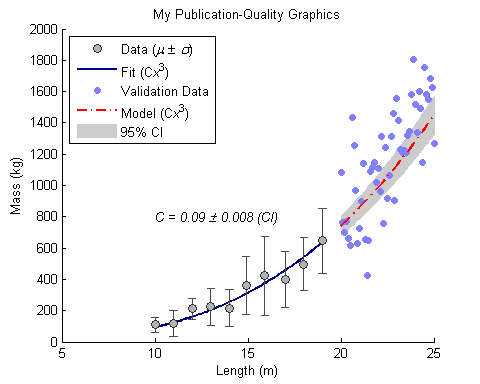 My Publication-Quality Graphics
2000
1800
1600
1400
1200
1000
800
600
400
200
0
Mass (kg)
Data (μ ± σ)
Fit (Cx³)
Validation Data
Model (Cx³)
95% CI
C = 0.09 ± 0.008 (CI)
5 10 15 20 25
Length (m)